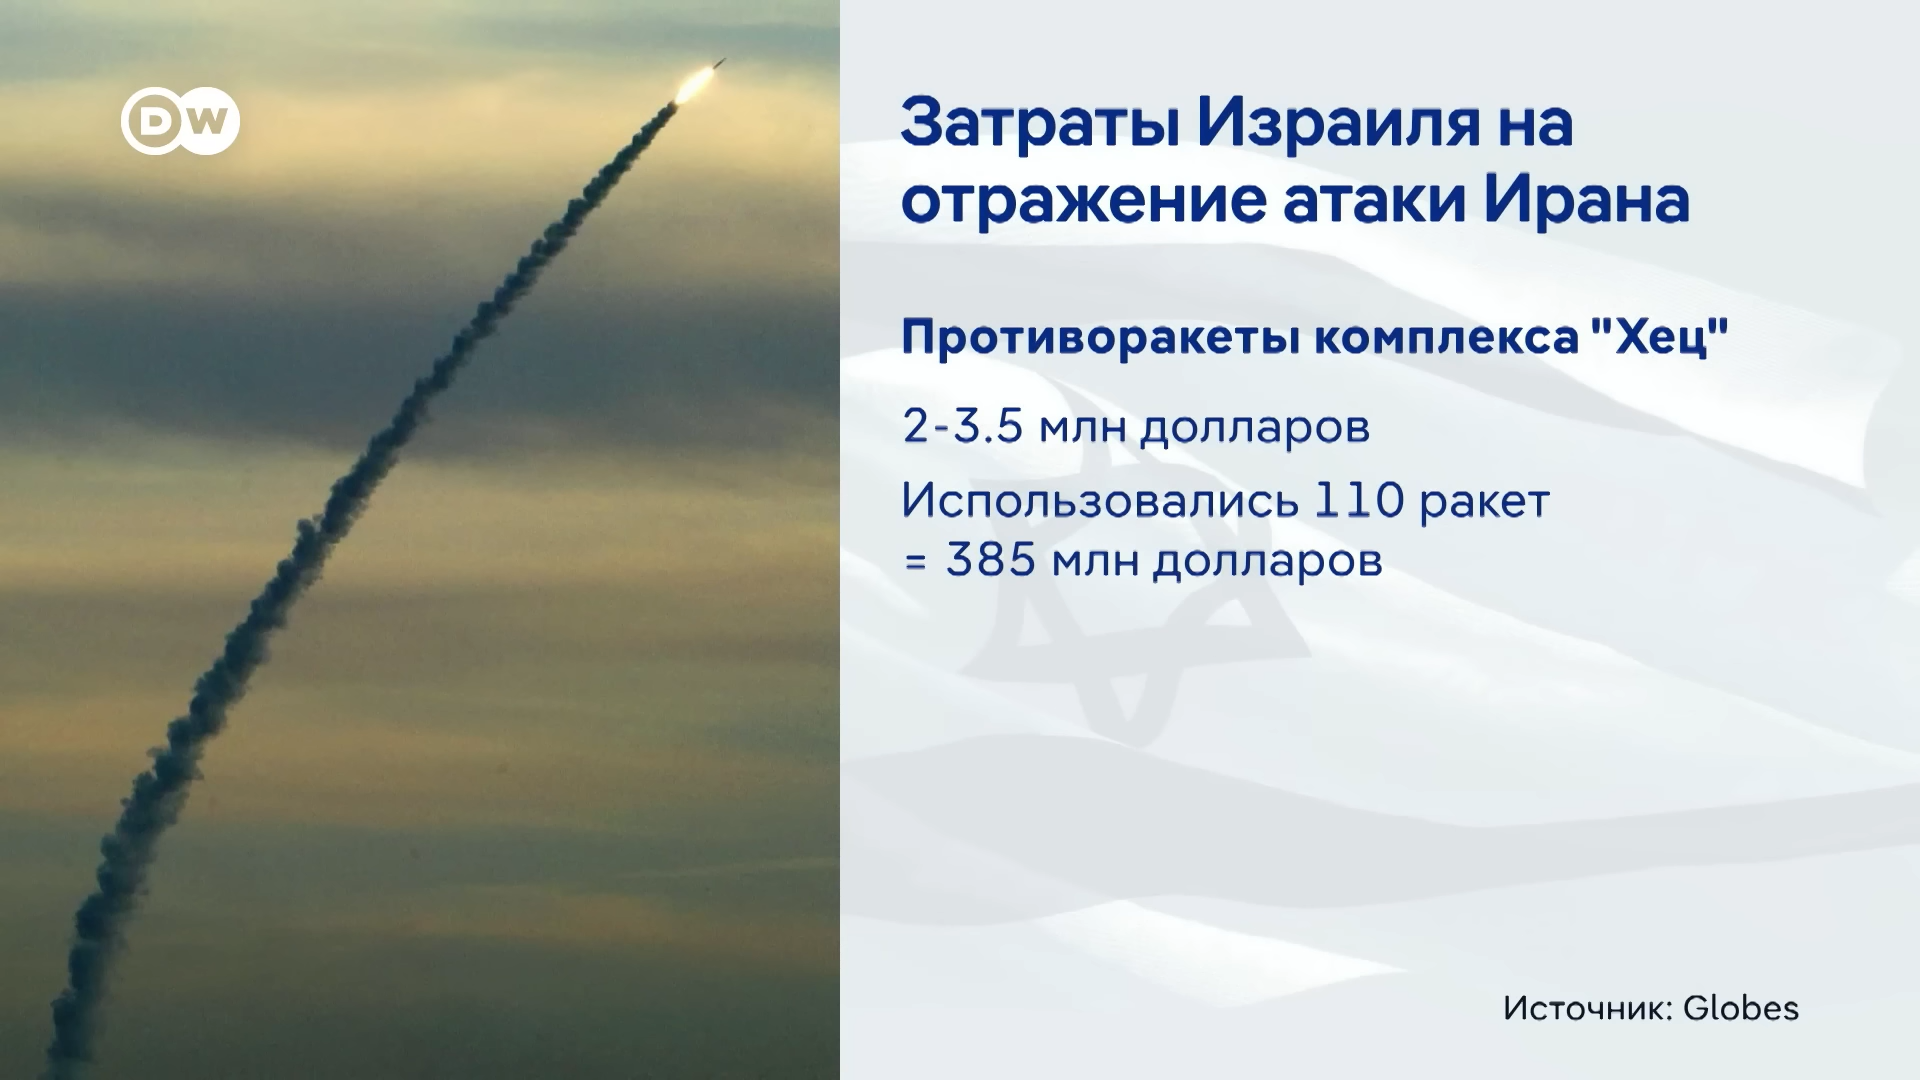 DW
Затраты Израиля на
отражение атаки Ирана
Противоракеты комплекса "Хец"
2-3.5 млн долларов
Использовались 110 ракет
= 385 млн долларов
Источник: Globes